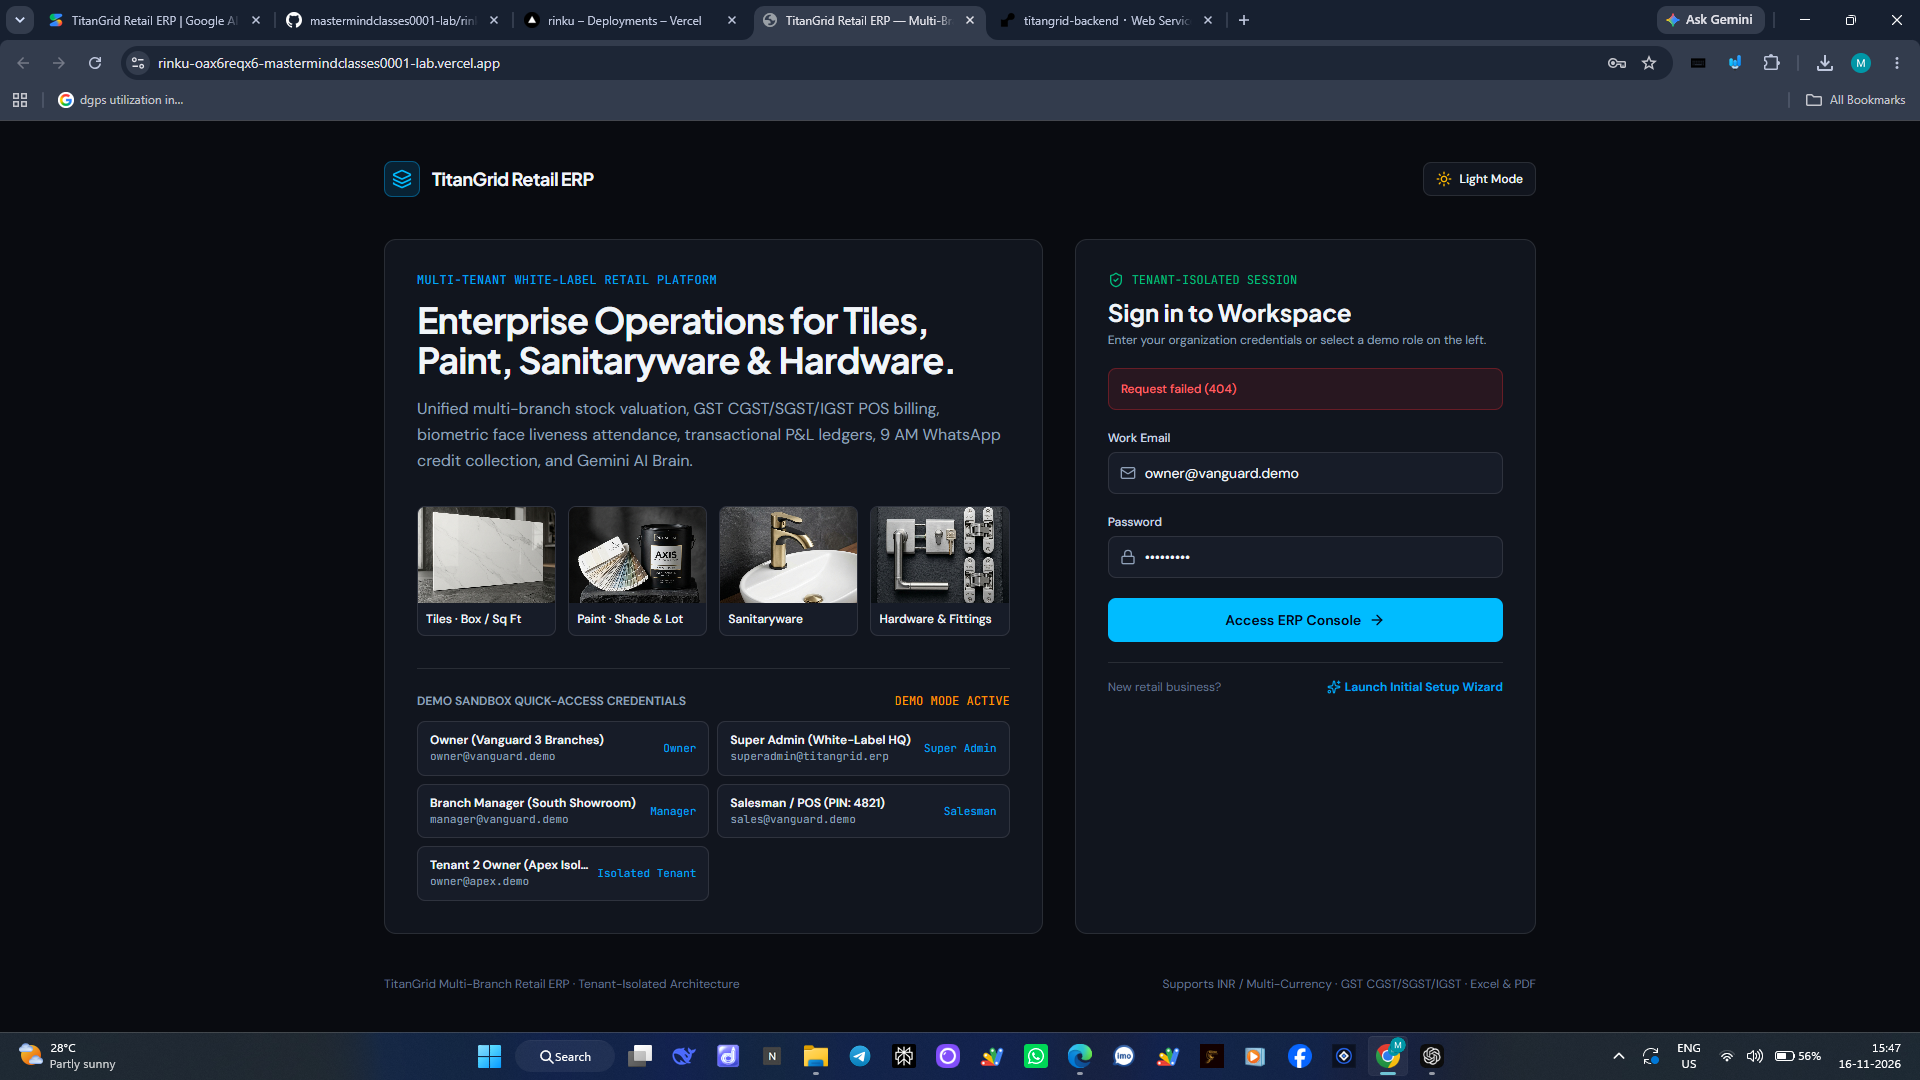 TitanGrid Retail ERP | Google AI
mastermindclasses0001-lab/rink
rinku – Deployments – Vercel
TitanGrid Retail ERP — Multi-Br
titangrid-backend · Web Servic
Ask Gemini
rinku-oax6reqx6-mastermindclasses0001-lab.vercel.app
M
dgps utilization in...
All Bookmarks
TitanGrid Retail ERP
Light Mode
MULTI-TENANT WHITE-LABEL RETAIL PLATFORM
Enterprise Operations for Tiles,
Paint, Sanitaryware & Hardware.
Unified multi-branch stock valuation, GST CGST/SGST/IGST POS billing,
biometric face liveness attendance, transactional P&L ledgers, 9 AM WhatsApp
credit collection, and Gemini AI Brain.
AXIS
Tiles · Box / Sq Ft
Paint · Shade & Lot
Sanitaryware
Hardware & Fittings
DEMO SANDBOX QUICK-ACCESS CREDENTIALS
DEMO MODE ACTIVE
Owner (Vanguard 3 Branches)
owner@vanguard.demo
Owner
Super Admin (White-Label HQ)
superadmin@titangrid.erp
Super Admin
Branch Manager (South Showroom)
manager@vanguard.demo
Manager
Salesman / POS (PIN: 4821)
sales@vanguard.demo
Salesman
Tenant 2 Owner (Apex Isol...
owner@apex.demo
Isolated Tenant
TENANT-ISOLATED SESSION
Sign in to Workspace
Enter your organization credentials or select a demo role on the left.
Request failed (404)
Work Email
owner@vanguard.demo
Password
•••••••••
Access ERP Console →
New retail business?
Launch Initial Setup Wizard
TitanGrid Multi-Branch Retail ERP · Tenant-Isolated Architecture
Supports INR / Multi-Currency · GST CGST/SGST/IGST · Excel & PDF
28°C
Partly sunny
Search
N
imo
M
ENG
US
56%
15:47
16-11-2026